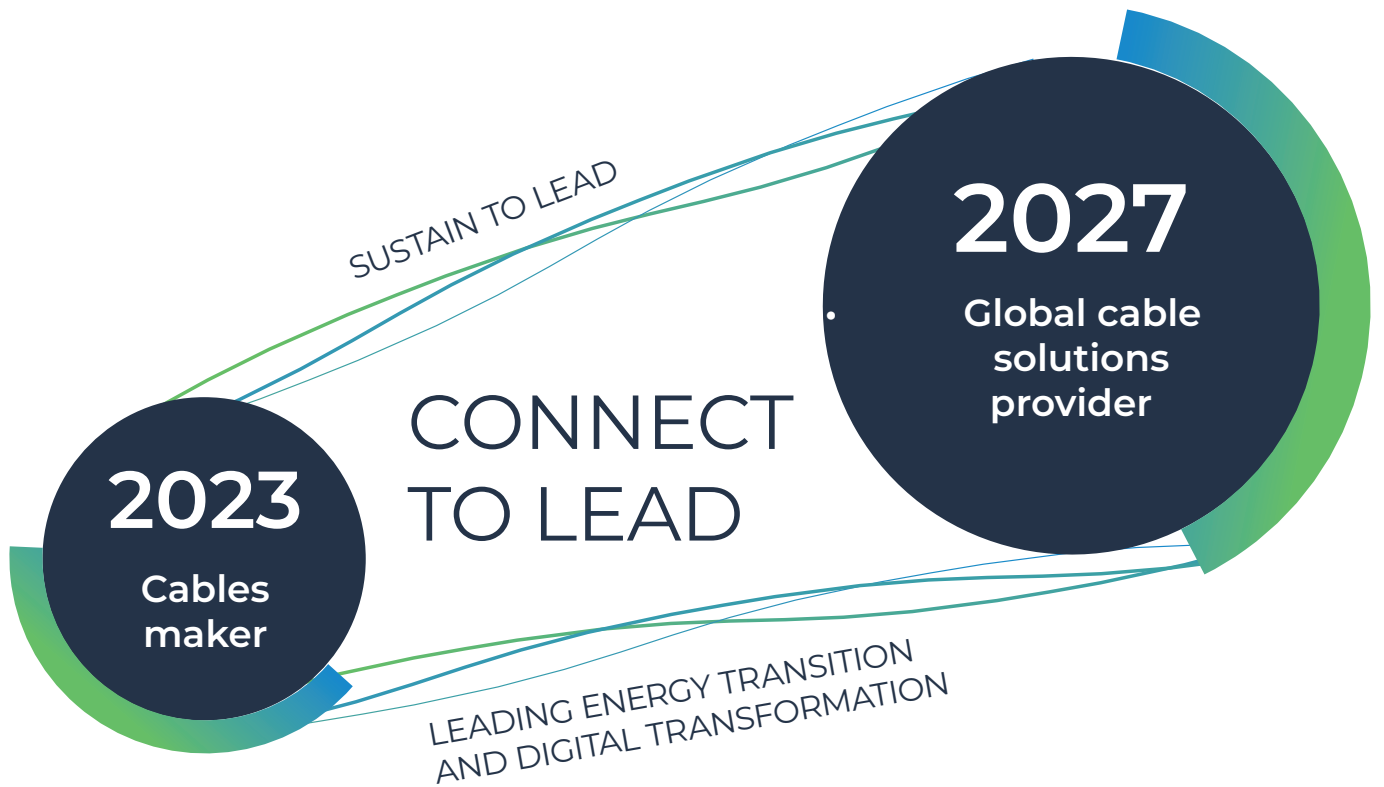 SUSTAIN TO LEAD
2027
Global cable
solutions
provider
CONNECT
TO LEAD
2023
Cables
maker
LEADING ENERGY TRANSITION
AND DIGITAL TRANSFORMATION